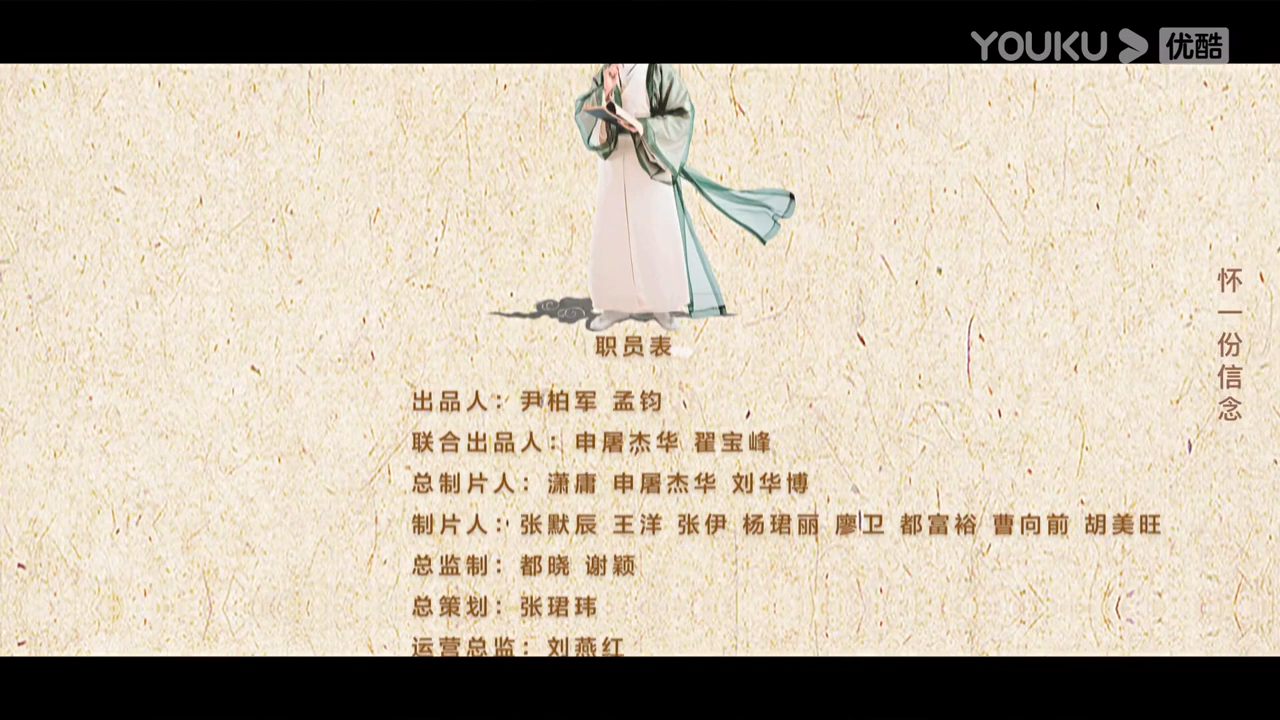 YOUKU 优酷
怀一份信念
职员表
出品人：尹柏军 孟钧
联合出品人：申屠杰华 翟宝峰
总制片人：潇庸 申屠杰华 刘华博
制片人：张默辰 王洋 张伊 杨珺丽 廖卫 都富裕 曹向前 胡美旺
总监制：都晓 谢颖
总策划：张珺玮
运营总监：刘燕红